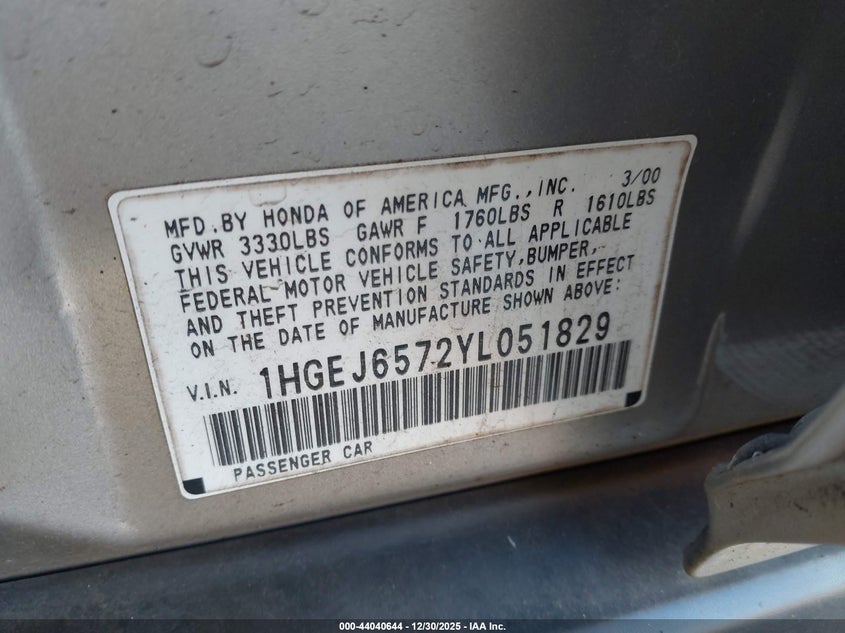 MFD.BY HONDA OF AMERICA MFG.,INC. 3/00
GVWR 3330LBS GAWR F 1760LBS R 1610LBS
THIS VEHICLE CONFORMS TO ALL APPLICABLE
FEDERAL MOTOR VEHICLE SAFETY,BUMPER,
AND THEFT PREVENTION STANDARDS IN EFFECT
ON THE DATE OF MANUFACTURE SHOWN ABOVE:
V.I.N. 1HGEJ6572YL051829
PASSENGER CAR
000-44040644 — 12/30/2025 — IAA Inc.